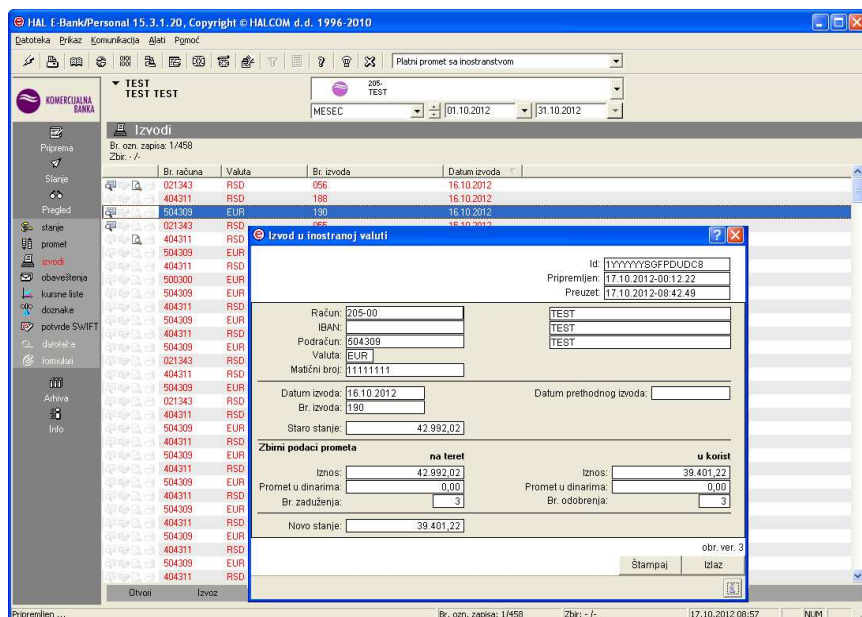 HAL E-Bank/Personal 15.3.1.20, Copyright © HALCOM d.d. 1996-2010
Datoteka Prikaz Komunikacija Alati Pomoć
Platni promet sa inostranstvom
KOMERCIJALNA BANKA
TEST
TEST TEST
205-
TEST
MESEC 01.10.2012 31.10.2012
Izvodi
Br. ozn. zapisa: 1/458
Zbir: - /-
Priprema
Slanje
Pregled
stanje
promet
izvodi
obaveštenja
kursne liste
doznake
potvrde SWIFT
datoteke
formulari
Arhiva
Info
Br. računa Valuta Br. izvoda Datum izvoda
021343 RSD 056 16.10.2012
404311 RSD 188 16.10.2012
504309 EUR 190 16.10.2012
021343 RSD 055 15.10.2012
404311 RSD
504309 EUR
404311 RSD
500300 EUR
504309 EUR
404311 RSD
504309 EUR
404311 RSD
504309 EUR
021343 RSD
404311 RSD
504309 EUR
021343 RSD
404311 RSD
504309 EUR
404311 RSD
504309 EUR
404311 RSD
504309 EUR
404311 RSD
504309 EUR
404311 RSD
504309 EUR
404311 RSD
504309 EUR
404311 RSD
Izvod u inostranoj valuti
Id: 1YYYYYYSGFPDUDC8
Pripremljen: 17.10.2012-00:12.22
Preuzet: 17.10.2012-08:42.49
Račun: 205-00 TEST
IBAN: TEST
Podračun: 504309 TEST
Valuta: EUR
Matični broj: 11111111
Datum izvoda: 16.10.2012 Datum prethodnog izvoda:
Br. izvoda: 190
Staro stanje: 42.992,02
Zbirni podaci prometa
na teret u korist
Iznos: 42.992,02 Iznos: 39.401,22
Promet u dinarima: 0,00 Promet u dinarima: 0,00
Br. zaduženja: 3 Br. odobrenja: 3
Novo stanje: 39.401,22
obr. ver. 3
Štampaj Izlaz
Otvori Izvoz
Pripremljen ... Br. ozn. zapisa: 1/458 Zbir: - /- 17.10.2012 08:57 NUM